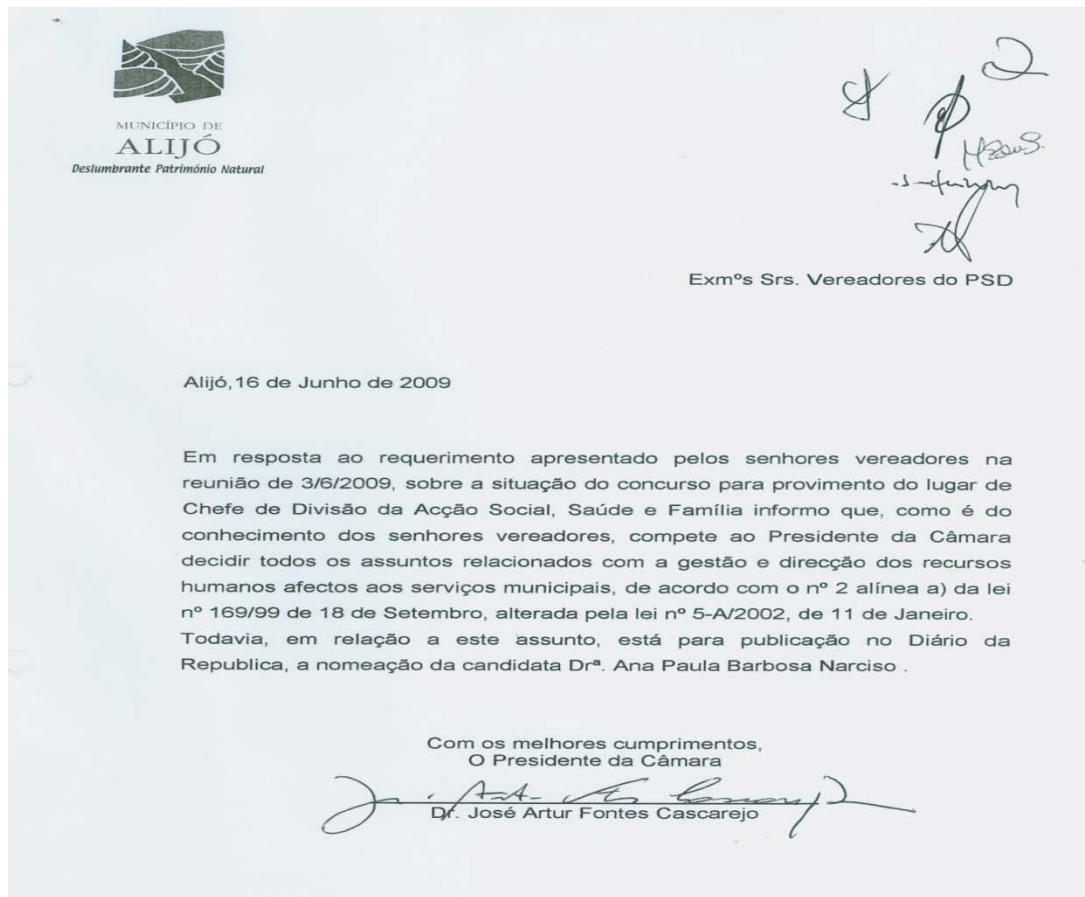 MUNICÍPIO DE
ALIJÓ
Deslumbrante Património Natural
Exmºs Srs. Vereadores do PSD
Alijó,16 de Junho de 2009
Em resposta ao requerimento apresentado pelos senhores vereadores na
reunião de 3/6/2009, sobre a situação do concurso para provimento do lugar de
Chefe de Divisão da Acção Social, Saúde e Família informo que, como é do
conhecimento dos senhores vereadores, compete ao Presidente da Câmara
decidir todos os assuntos relacionados com a gestão e direcção dos recursos
humanos afectos aos serviços municipais, de acordo com o nº 2 alínea a) da lei
nº 169/99 de 18 de Setembro, alterada pela lei nº 5-A/2002, de 11 de Janeiro.
Todavia, em relação a este assunto, está para publicação no Diário da
Republica, a nomeação da candidata Drª. Ana Paula Barbosa Narciso .
Com os melhores cumprimentos,
O Presidente da Câmara
Dr. José Artur Fontes Cascarejo